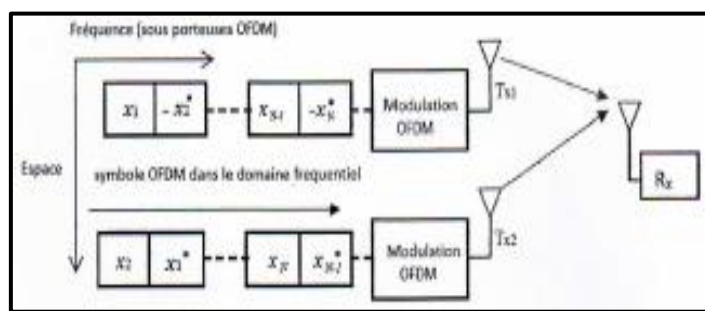 Fréquence (sous porteuses OFDM)
x1 -x2* xN-1 -xN* Modulation OFDM Tx1
Espace
symbole OFDM dans le domaine frequentiel
Rx
x2 x1* xN xN-1* Modulation OFDM Tx2